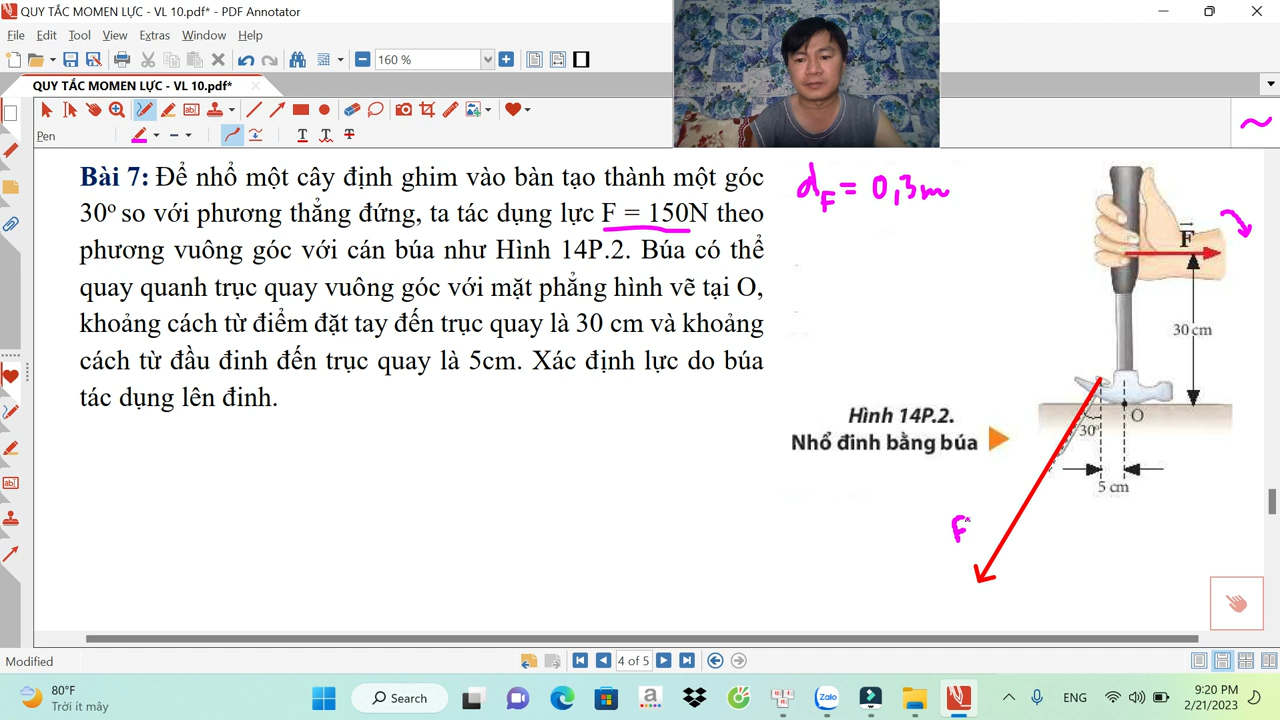 QUY TẮC MOMEN LỰC - VL 10.pdf* - PDF Annotator
File Edit Tool View Extras Window Help
160 %
QUY TẮC MOMEN LỰC - VL 10.pdf*
Pen
Bài 7: Để nhổ một cây định ghim vào bàn tạo thành một góc
30º so với phương thẳng đứng, ta tác dụng lực F = 150N theo
phương vuông góc với cán búa như Hình 14P.2. Búa có thể
quay quanh trục quay vuông góc với mặt phẳng hình vẽ tại O,
khoảng cách từ điểm đặt tay đến trục quay là 30 cm và khoảng
cách từ đầu đinh đến trục quay là 5cm. Xác định lực do búa
tác dụng lên đinh.
d_F = 0,3m
F
30 cm
O
30º
5 cm
Hình 14P.2.
Nhổ đinh bằng búa
F
4 of 5
Modified
80°F
Trời ít mây
Search
Zalo
ENG
9:20 PM
2/21/2023